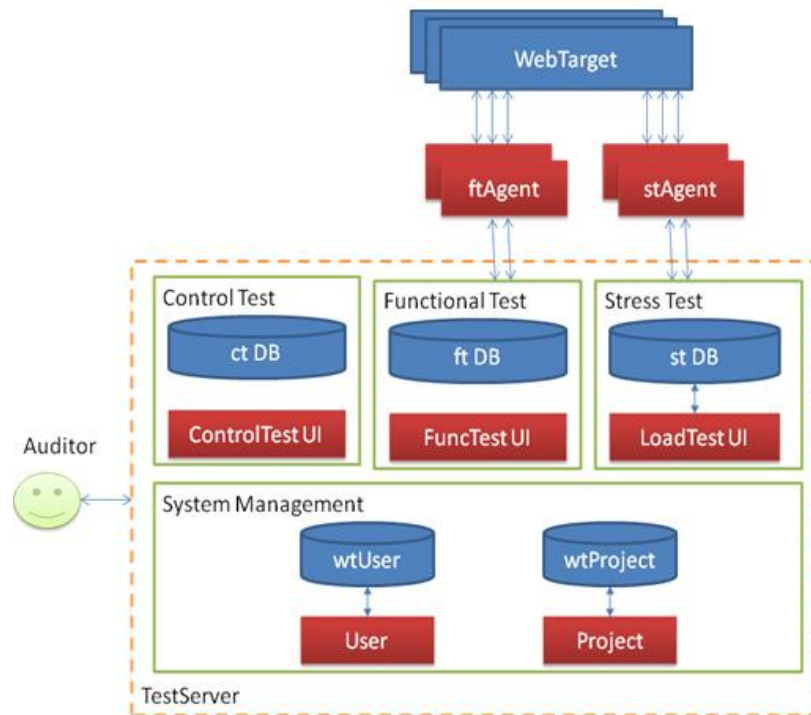 WebTarget
ftAgent
stAgent
Control Test
Functional Test
Stress Test
ct DB
ft DB
st DB
ControlTest UI
FuncTest UI
LoadTest UI
Auditor
System Management
wtUser
wtProject
User
Project
TestServer